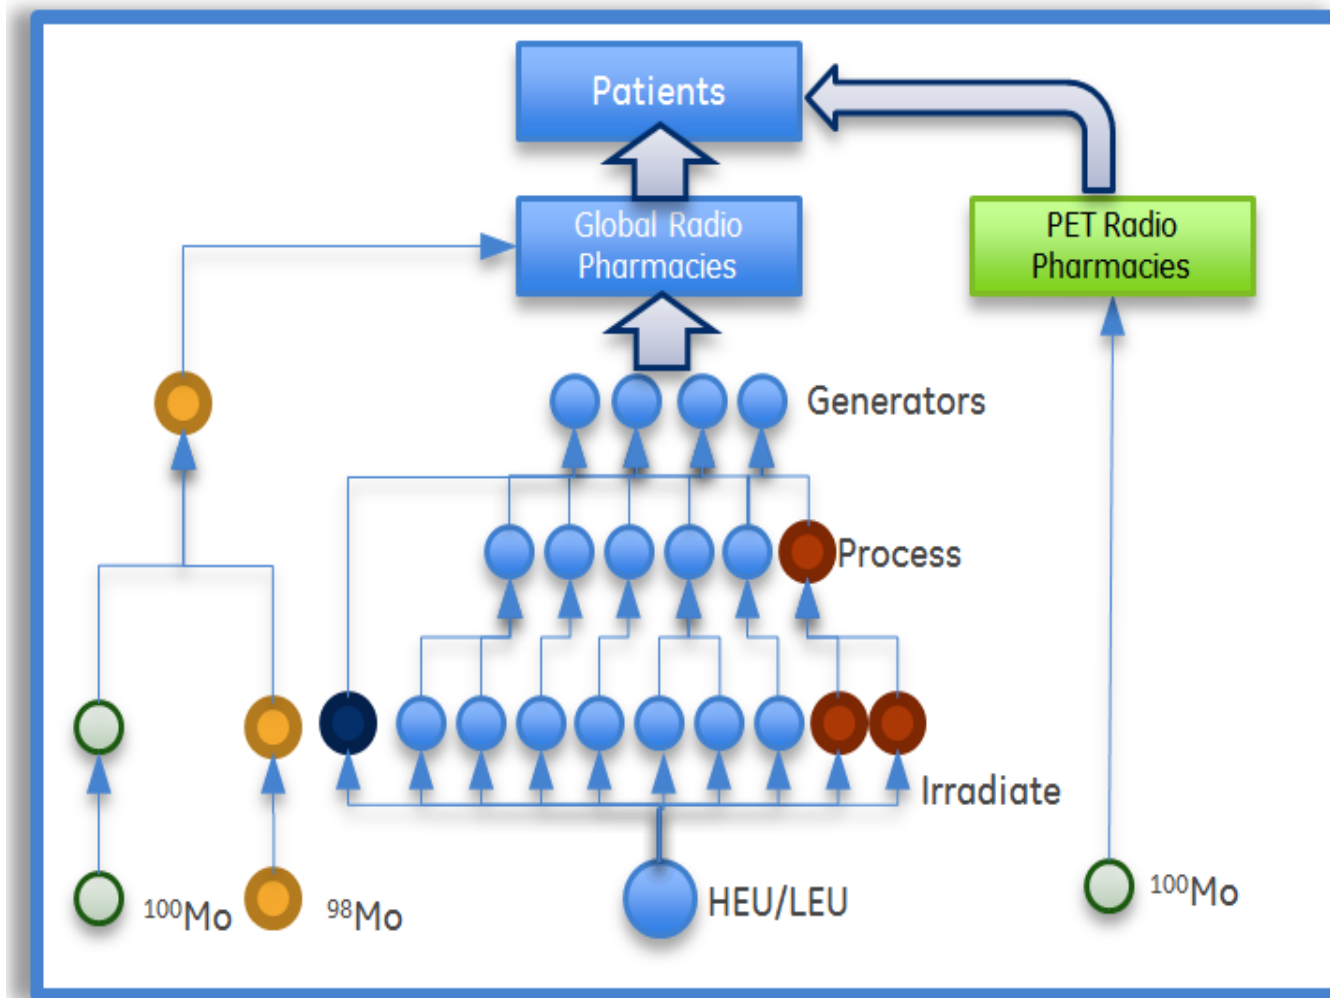 Patients
Global Radio
Pharmacies
PET Radio
Pharmacies
Generators
Process
Irradiate
¹⁰⁰Mo
⁹⁸Mo
HEU/LEU
¹⁰⁰Mo